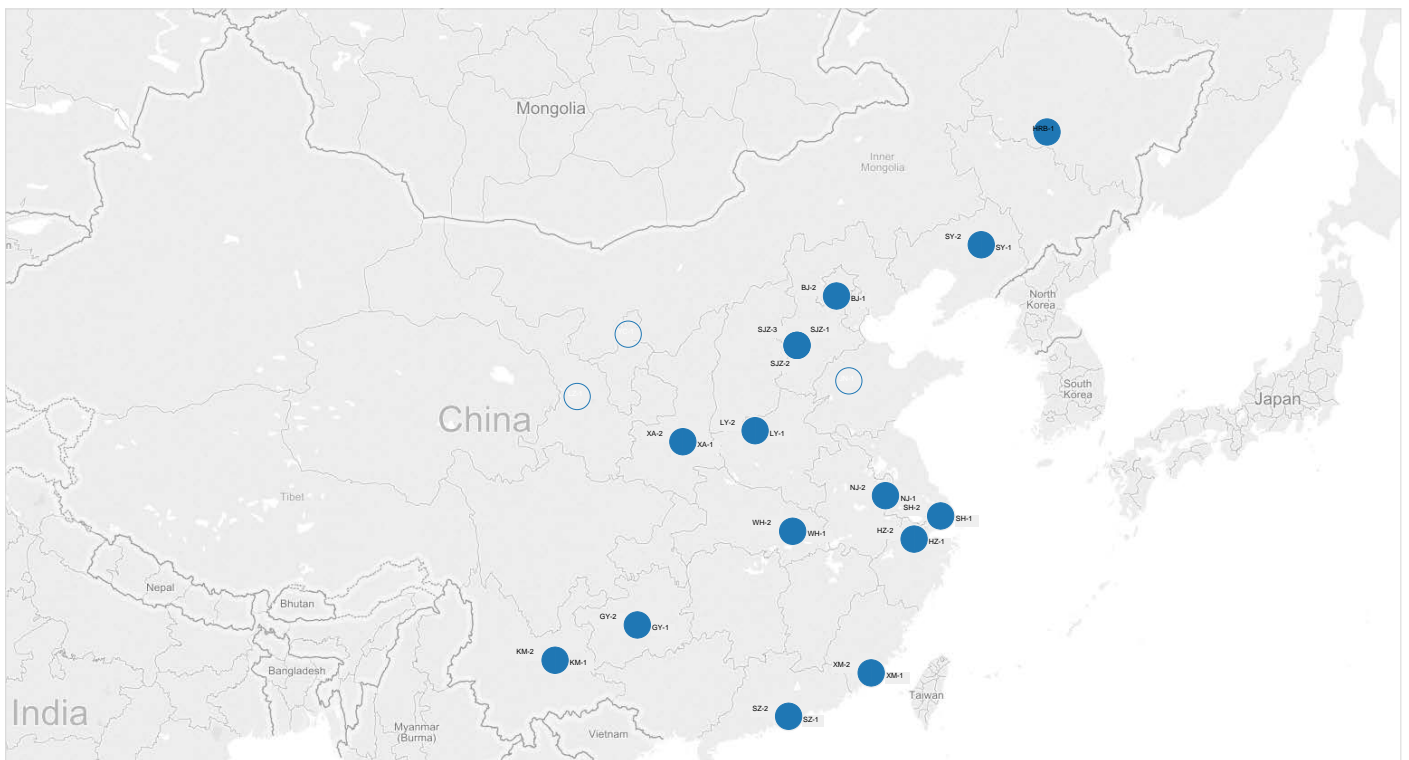 Mongolia
HRB-1
Inner
Mongolia
SY-2
SY-1
BJ-2
BJ-1
North
Korea
SJZ-3
SJZ-1
SJZ-2
South
Korea
Japan
China
LY-2
LY-1
XA-2
XA-1
Tibet
NJ-2
NJ-1
SH-2
SH-1
WH-2
WH-1
HZ-2
HZ-1
Nepal
Bhutan
GY-2
GY-1
KM-2
KM-1
Bangladesh
XM-2
XM-1
Taiwan
India
SZ-2
SZ-1
Myanmar
(Burma)
Vietnam